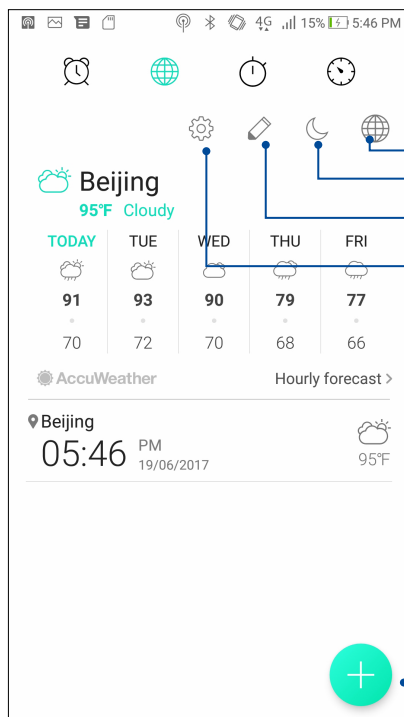 4G 15% 5:46 PM
Beijing
95°F Cloudy
TODAY TUE WED THU FRI
91 93 90 79 77
70 72 70 68 66
AccuWeather Hourly forecast >
Beijing
05:46 PM
19/06/2017
95°F